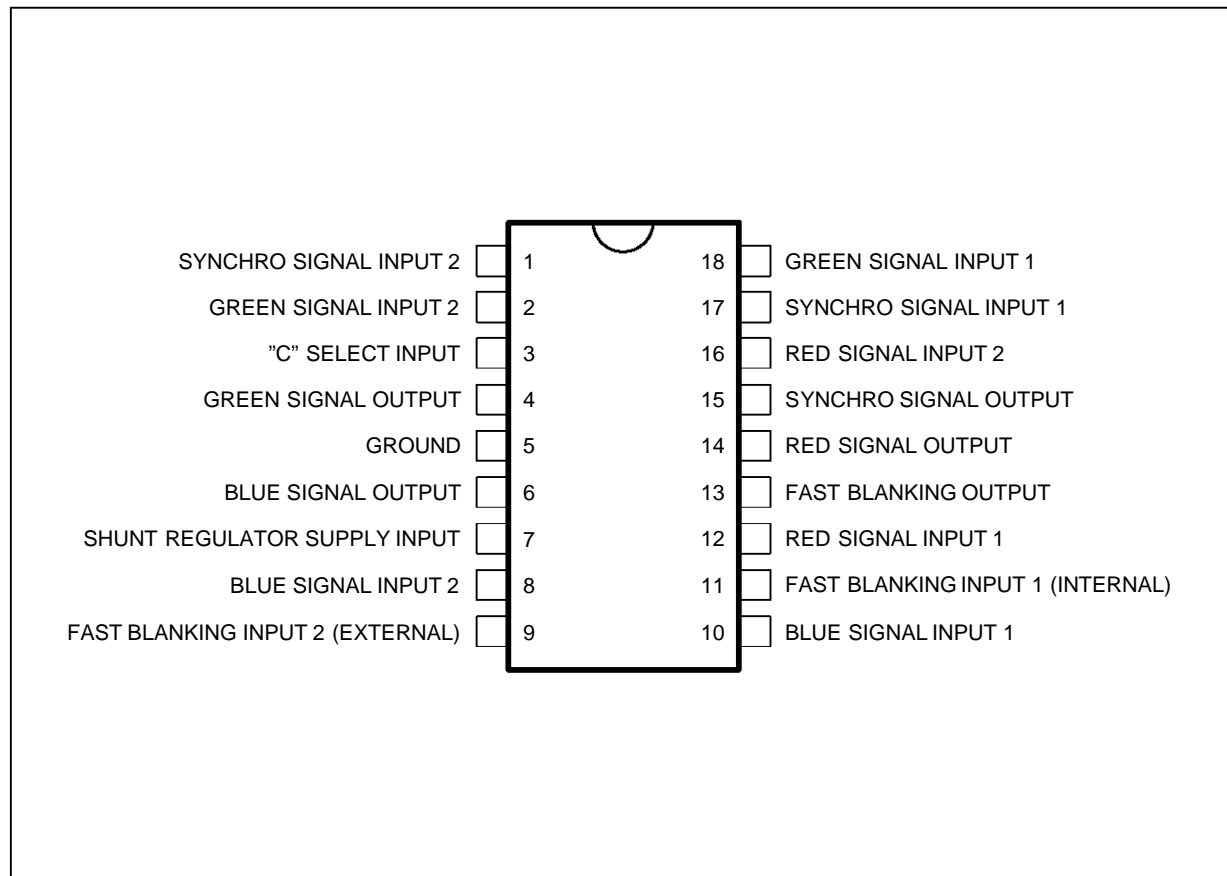 SYNCHRO SIGNAL INPUT 2 1 18 GREEN SIGNAL INPUT 1
GREEN SIGNAL INPUT 2 2 17 SYNCHRO SIGNAL INPUT 1
”C” SELECT INPUT 3 16 RED SIGNAL INPUT 2
GREEN SIGNAL OUTPUT 4 15 SYNCHRO SIGNAL OUTPUT
GROUND 5 14 RED SIGNAL OUTPUT
BLUE SIGNAL OUTPUT 6 13 FAST BLANKING OUTPUT
SHUNT REGULATOR SUPPLY INPUT 7 12 RED SIGNAL INPUT 1
BLUE SIGNAL INPUT 2 8 11 FAST BLANKING INPUT 1 (INTERNAL)
FAST BLANKING INPUT 2 (EXTERNAL) 9 10 BLUE SIGNAL INPUT 1